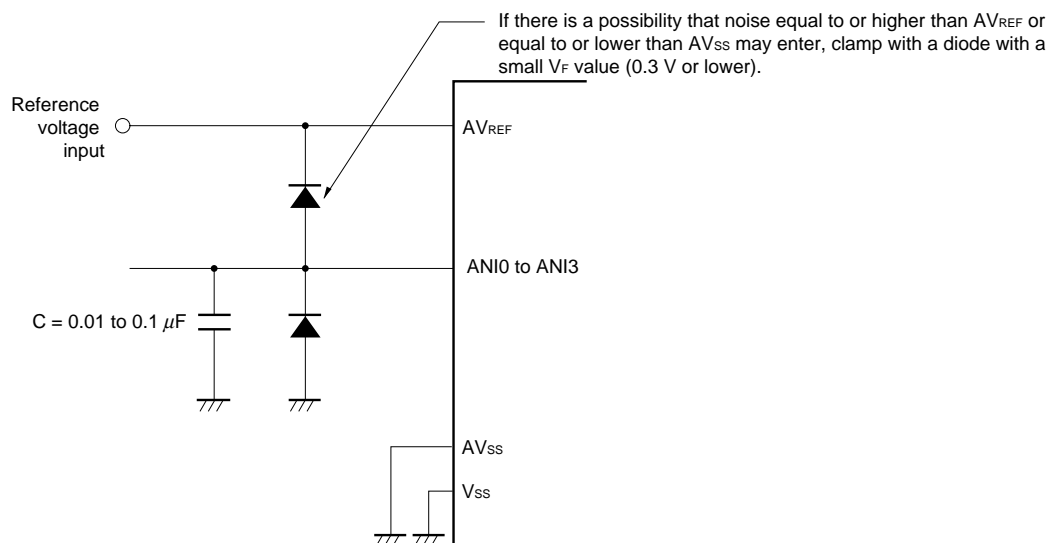 If there is a possibility that noise equal to or higher than AVREF or
equal to or lower than AVSS may enter, clamp with a diode with a
small VF value (0.3 V or lower).
Reference
voltage
input
AVREF
ANI0 to ANI3
C = 0.01 to 0.1 μF
AVSS
VSS